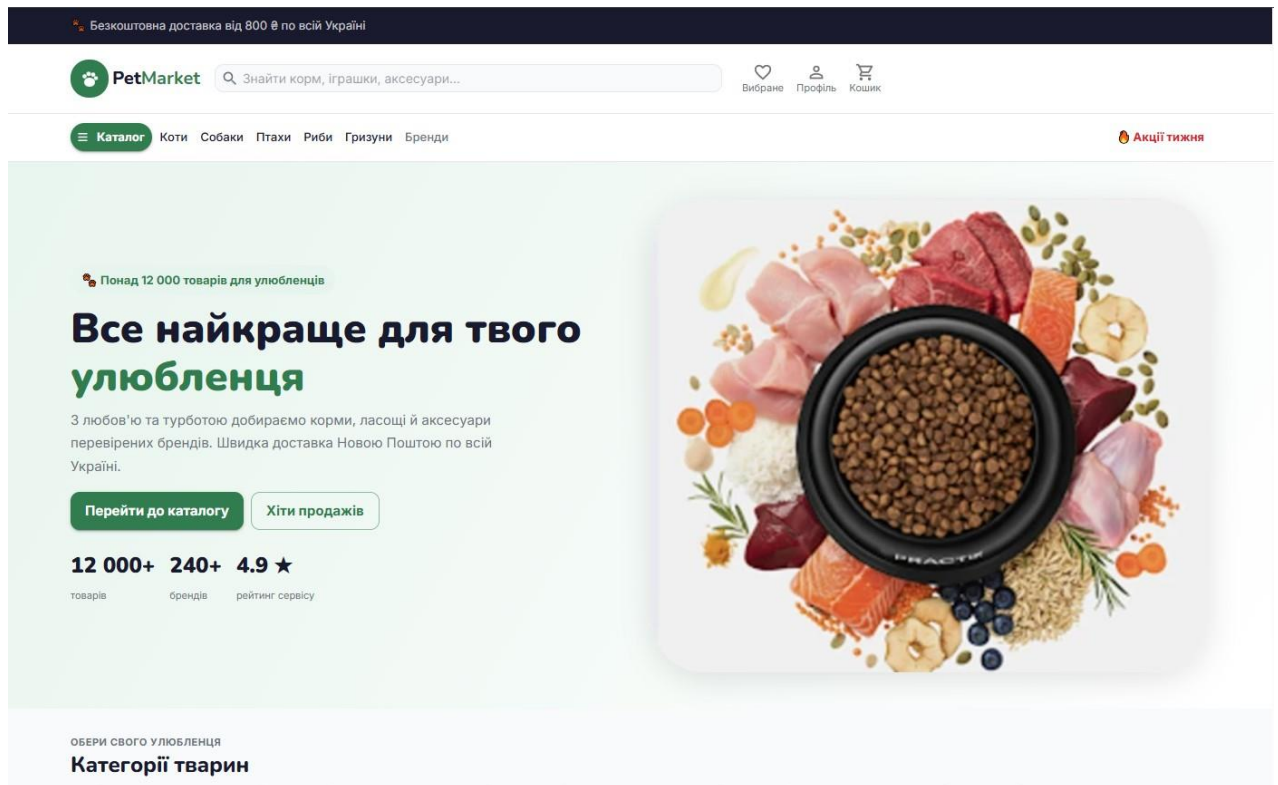 Безкоштовна доставка від 800 ₴ по всій Україні
PetMarket
Знайти корм, іграшки, аксесуари...
Вибране Профіль Кошик
Каталог Коти Собаки Птахи Риби Гризуни Бренди
Акції тижня
Понад 12 000 товарів для улюбленців
Все найкраще для твого
улюбленця
З любов'ю та турботою добираємо корми, ласощі й аксесуари
перевірених брендів. Швидка доставка Новою Поштою по всій
Україні.
Перейти до каталогу Хіти продажів
12 000+ 240+ 4.9 ★
товарів брендів рейтинг сервісу
PRACTIK
ОБЕРИ СВОГО УЛЮБЛЕНЦЯ
Категорії тварин